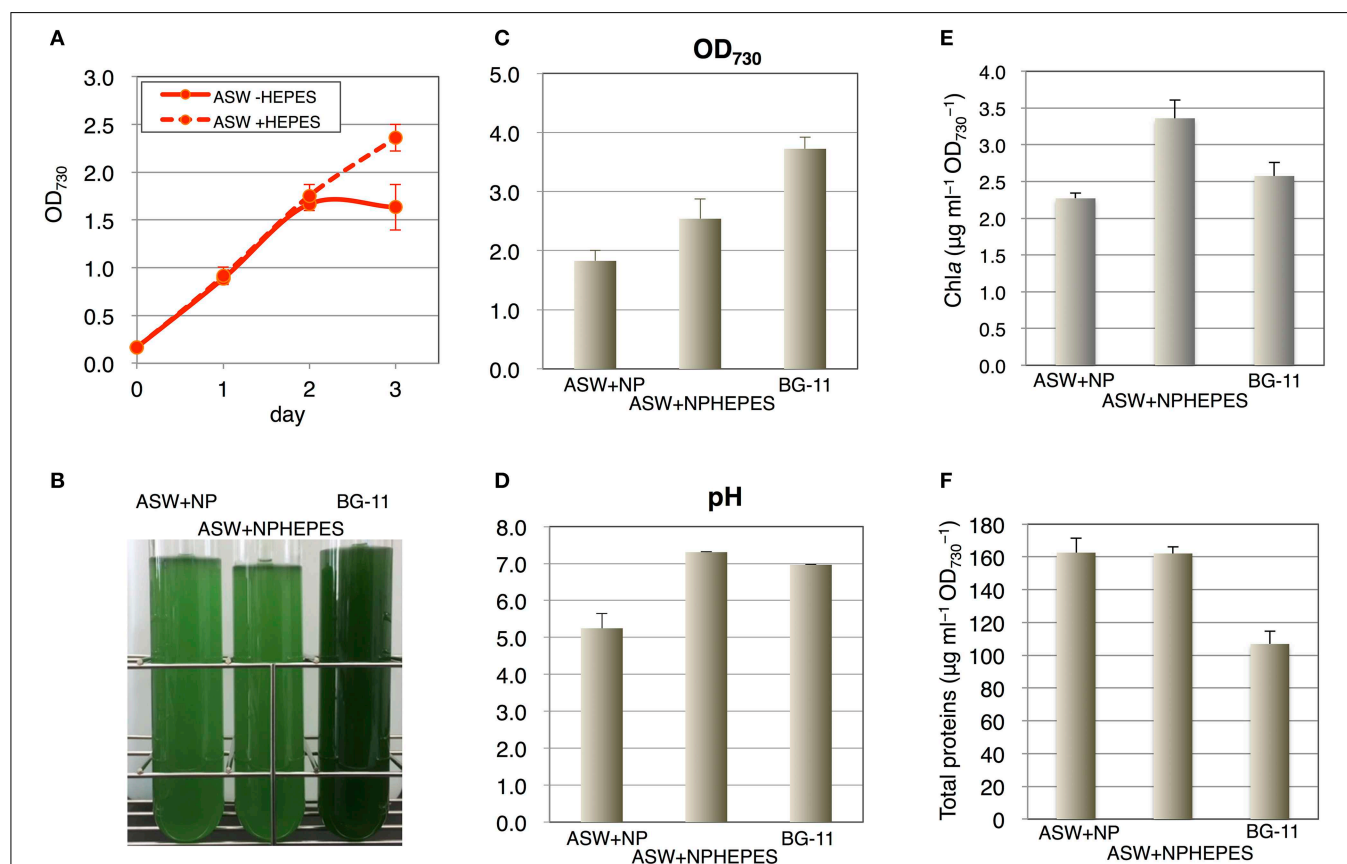 A
OD730
3.0
2.5
2.0
1.5
1.0
0.5
0.0
ASW -HEPES
ASW +HEPES
0 1 2 3
day
B
ASW+NP BG-11
ASW+NPHEPES
C
OD730
5.0
4.0
3.0
2.0
1.0
0.0
ASW+NP BG-11
ASW+NPHEPES
D
pH
8.0
7.0
6.0
5.0
4.0
3.0
2.0
1.0
0.0
ASW+NP BG-11
ASW+NPHEPES
E
Chla (µg ml⁻¹ OD730⁻¹)
4.0
3.5
3.0
2.5
2.0
1.5
1.0
0.5
0.0
ASW+NP BG-11
ASW+NPHEPES
F
Total proteins (µg ml⁻¹ OD730⁻¹)
180
160
140
120
100
80
60
40
20
0
ASW+NP BG-11
ASW+NPHEPES